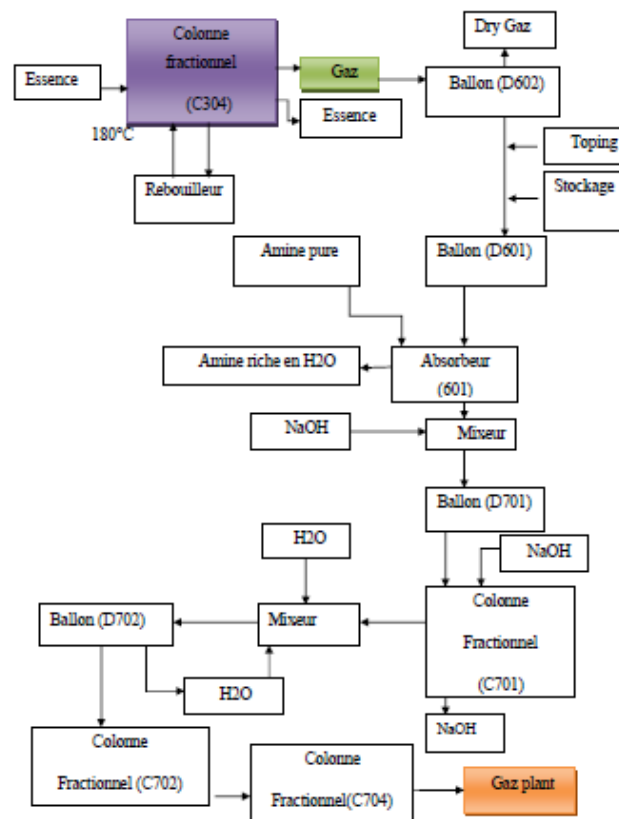 Colonne
fractionnel
(C304)
Dry Gaz
Essence
Gaz
Ballon (D602)
Essence
180°C
Toping
Rebouilleur
Stockage
Amine pure
Ballon (D601)
Amine riche en H2O
Absorbeur
(601)
NaOH
Mixeur
Ballon (D701)
H2O
NaOH
Ballon (D702)
Mixeur
Colonne
Fractionnel
(C701)
H2O
NaOH
Colonne
Fractionnel (C702)
Colonne
Fractionnel(C704)
Gaz plant